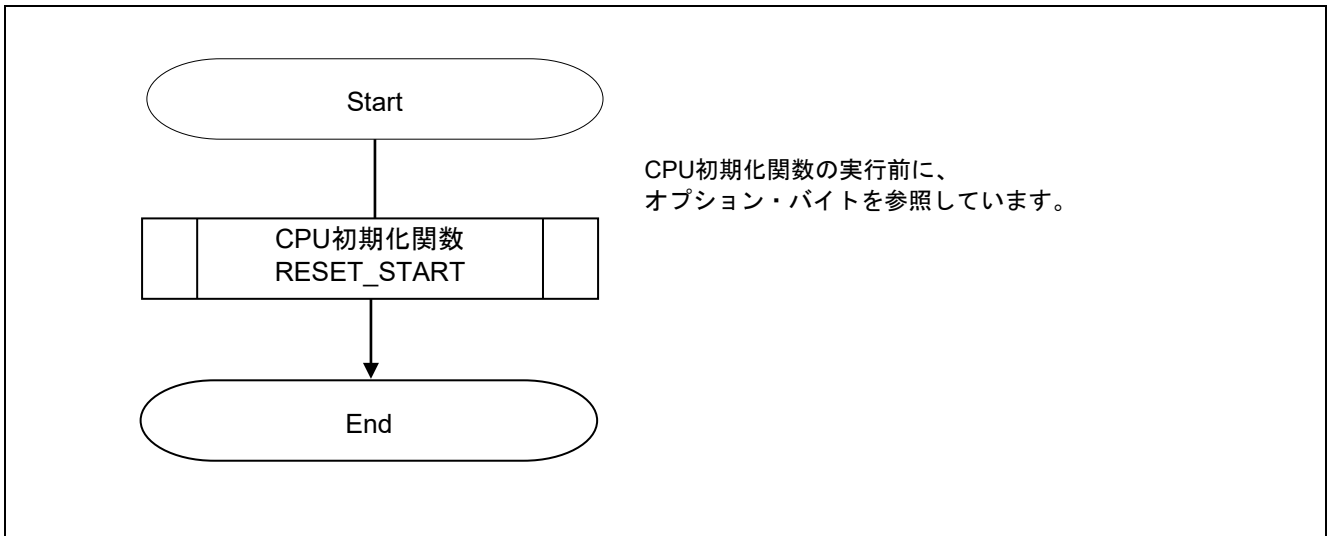 Start
CPU初期化関数の実行前に、
オプション・バイトを参照しています。
CPU初期化関数
RESET_START
End